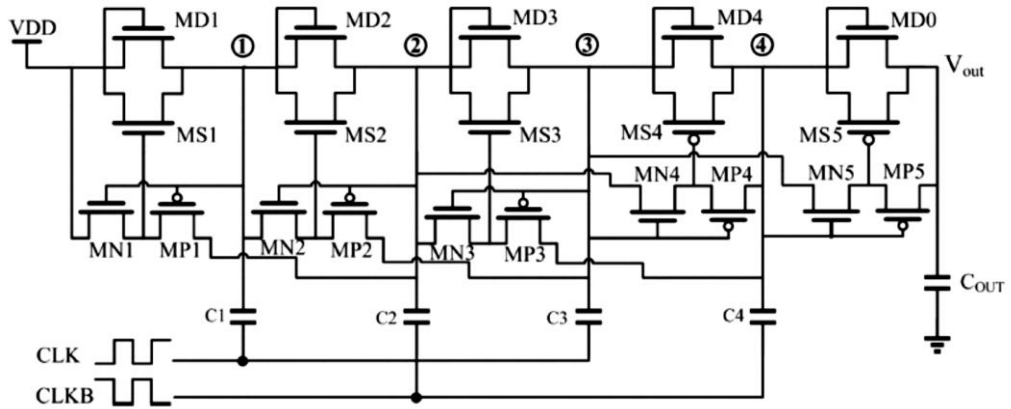 VDD
MD1
①
MD2
②
MD3
③
MD4
④
MD0
Vout
MS1
MS2
MS3
MS4
MS5
MN1
MP1
MN2
MP2
MN3
MP3
MN4
MP4
MN5
MP5
C1
C2
C3
C4
COUT
CLK
CLKB